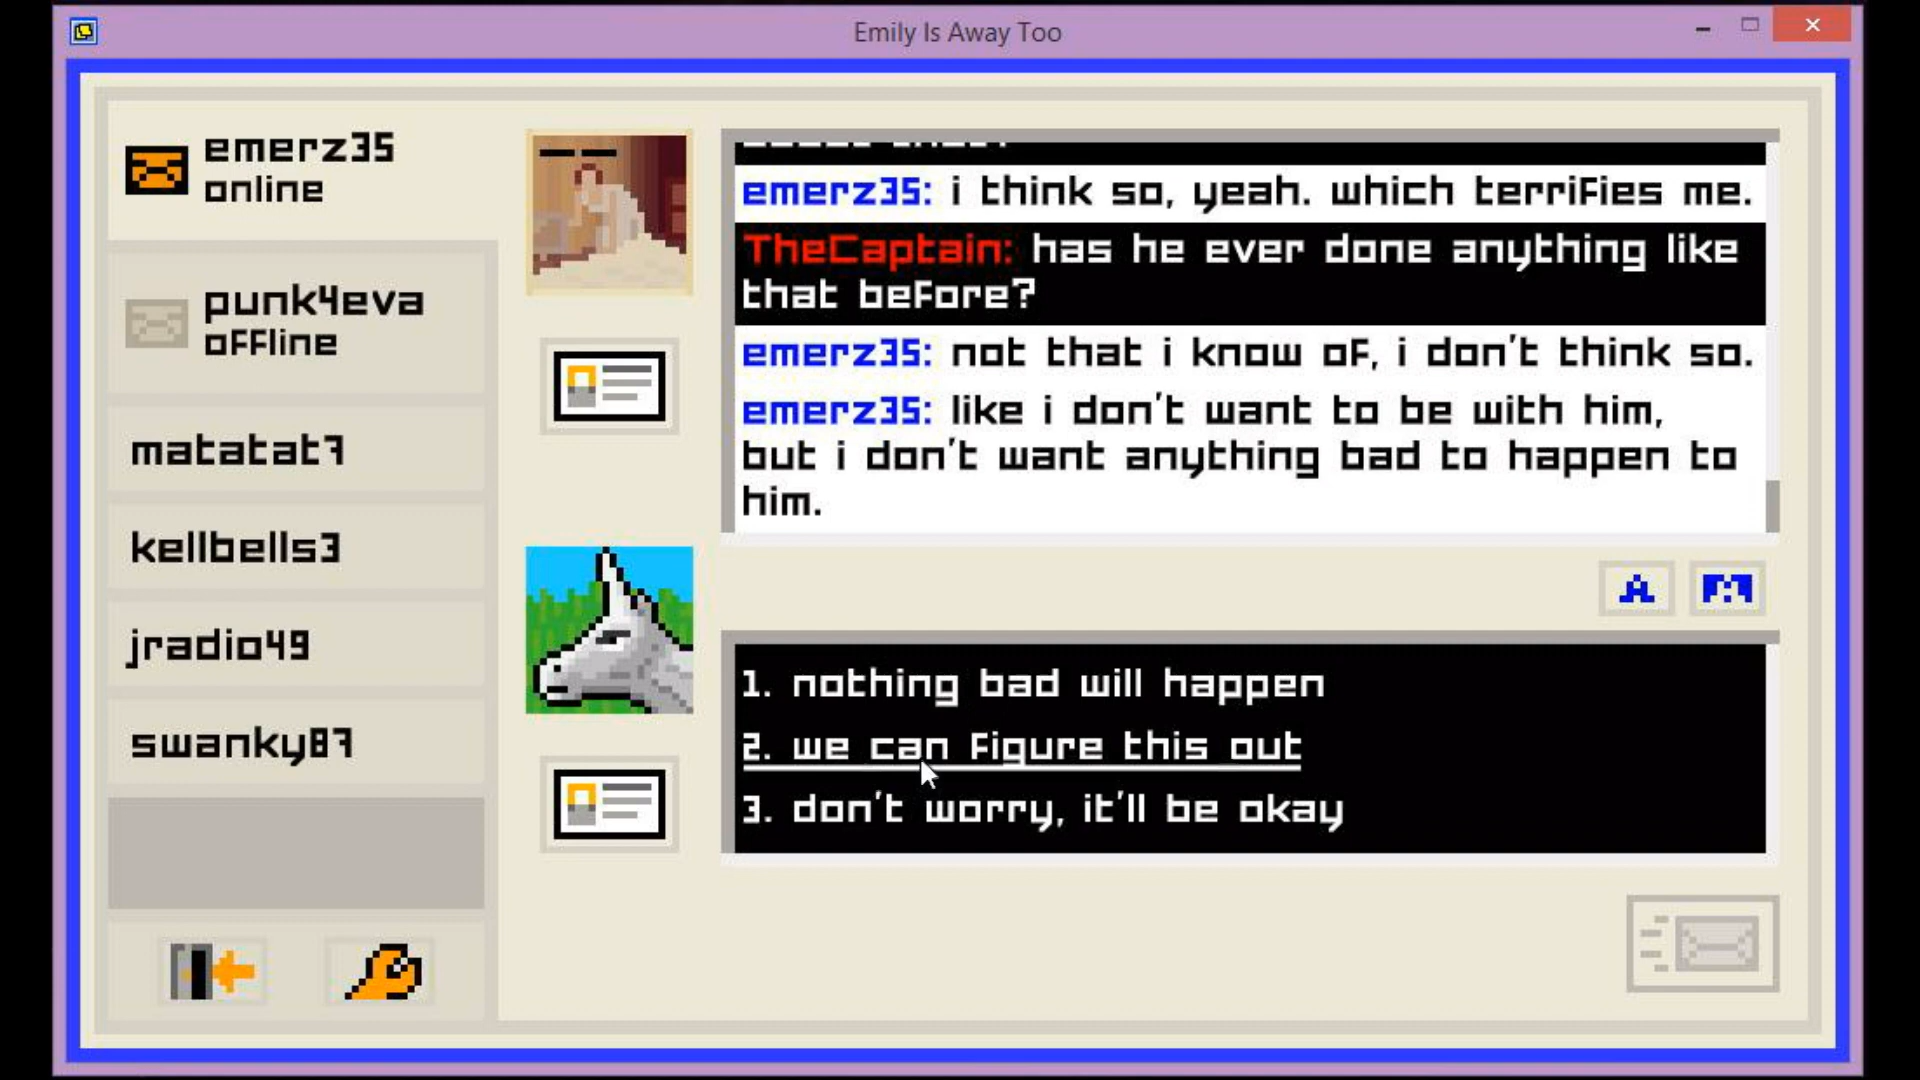 Emily Is Away Too
emerz35
online
punk4eva
offline
matatat7
kellbells3
jradio49
swanky87
emerz35: i think so, yeah. which terrifies me.
TheCaptain: has he ever done anything like
that before?
emerz35: not that i know of, i don't think so.
emerz35: like i don't want to be with him,
but i don't want anything bad to happen to
him.
A
1. nothing bad will happen
2. we can figure this out
3. don't worry, it'll be okay